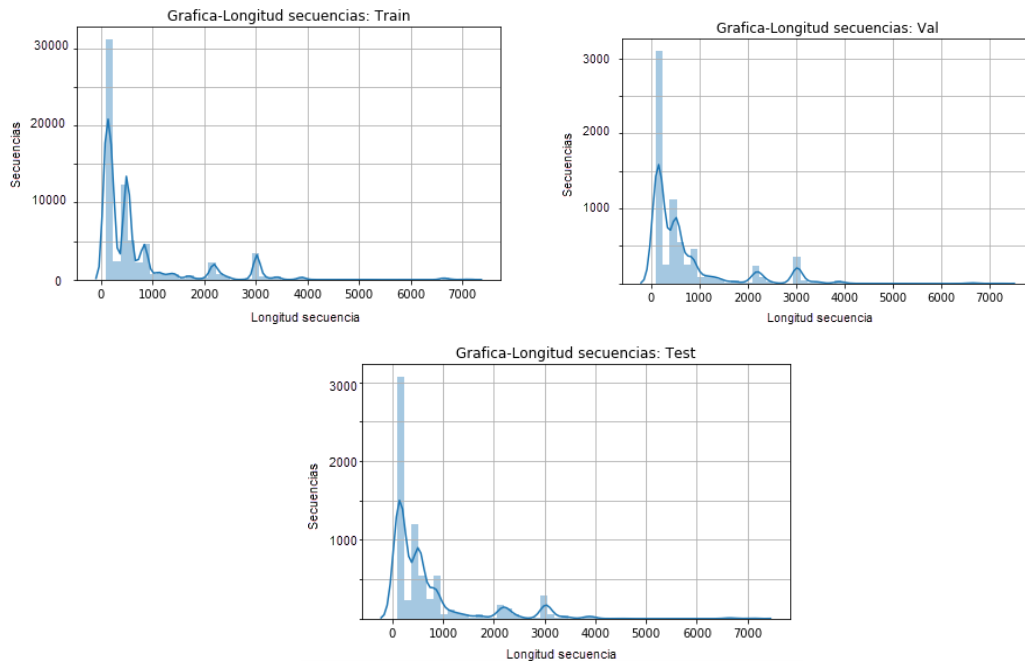 Grafica-Longitud secuencias: Train
30000
20000
10000
0
Secuencias
0 1000 2000 3000 4000 5000 6000 7000
Longitud secuencia
Grafica-Longitud secuencias: Val
3000
2000
1000
Secuencias
0 1000 2000 3000 4000 5000 6000 7000
Longitud secuencia
Grafica-Longitud secuencias: Test
3000
2000
1000
Secuencias
0 1000 2000 3000 4000 5000 6000 7000
Longitud secuencia